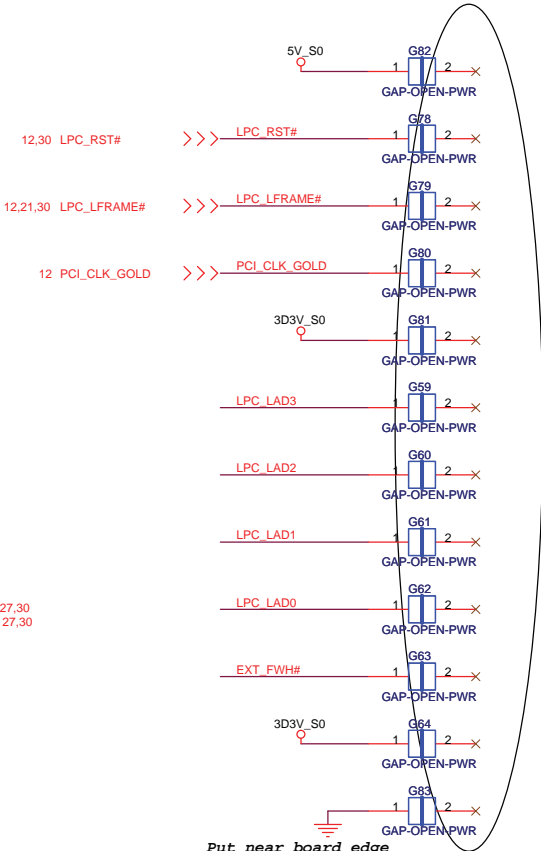 5V_S0
G82
1 2
GAP-OPEN-PWR
G78
12,30 LPC_RST# LPC_RST# 1 2
GAP-OPEN-PWR
G79
12,21,30 LPC_LFRAME# LPC_LFRAME# 1 2
GAP-OPEN-PWR
G80
12 PCI_CLK_GOLD PCI_CLK_GOLD 1 2
GAP-OPEN-PWR
3D3V_S0
G81
1 2
GAP-OPEN-PWR
G59
LPC_LAD3 1 2
GAP-OPEN-PWR
G60
LPC_LAD2 1 2
GAP-OPEN-PWR
G61
LPC_LAD1 1 2
GAP-OPEN-PWR
G62
27,30 LPC_LAD0 1 2
27,30
GAP-OPEN-PWR
G63
EXT_FWH# 1 2
GAP-OPEN-PWR
3D3V_S0
G64
1 2
GAP-OPEN-PWR
G83
1 2
GAP-OPEN-PWR
Put near board edge